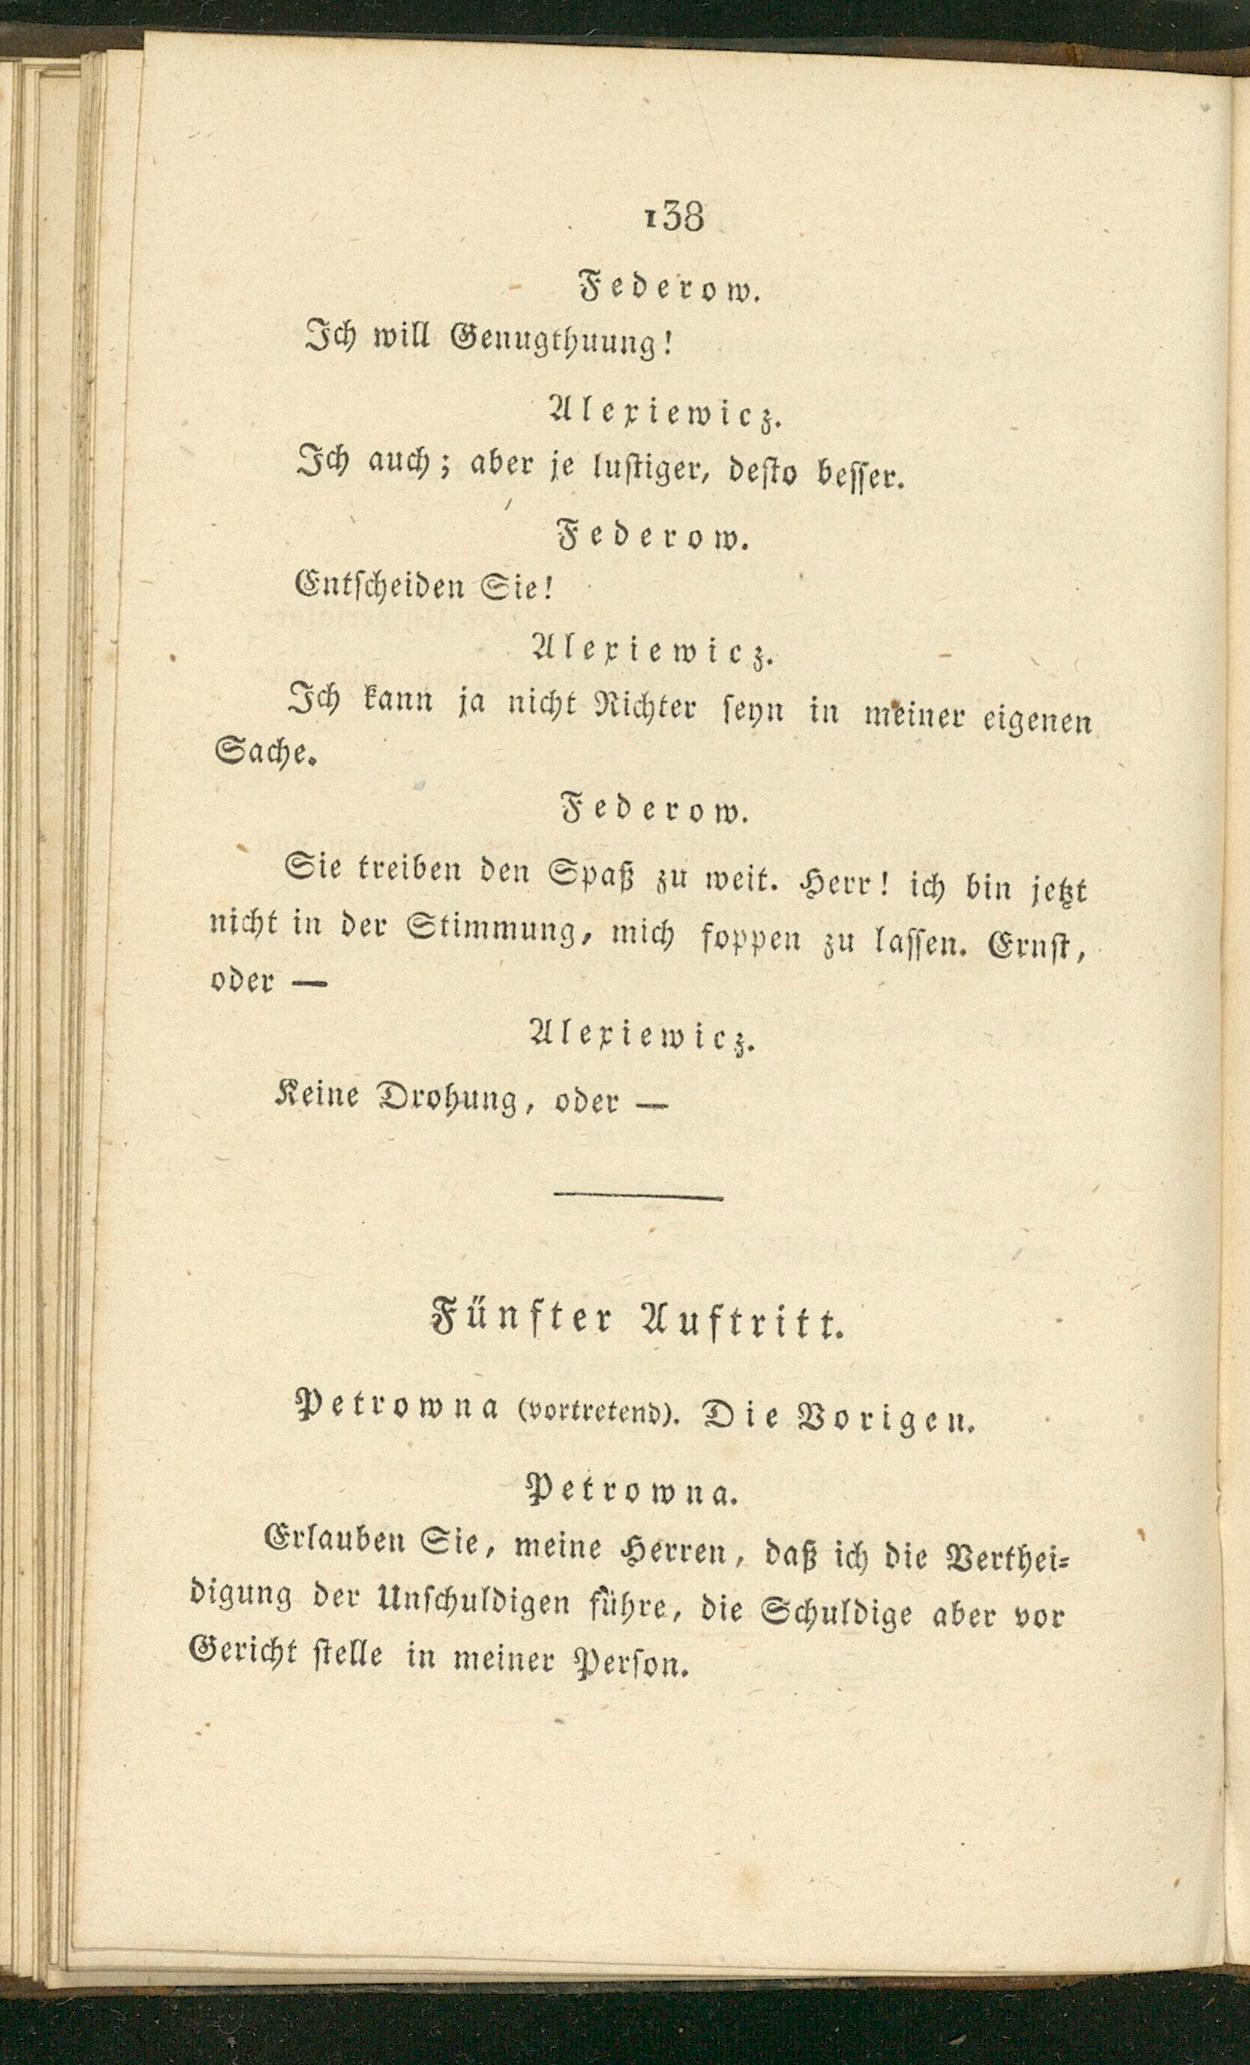 138
Federow.
Ich will Genugthuung!
Alexiewicz.
Ich auch; aber je luſtiger, deſto beſſer.
Federow.
Entſcheiden Sie!
Alexiewicz.
Ich kann ja nicht Richter ſeyn in meiner eigenen
Sache.
Federow.
Sie treiben den Spaß zu weit. Herr! ich bin jetzt
nicht in der Stimmung, mich foppen zu laſſen. Ernſt,
oder —
Alexiewicz.
Keine Drohung, oder —
Fünfter Auftritt.
Petrowna (vortretend). Die Vorigen.
Petrowna.
Erlauben Sie, meine Herren, daß ich die Verthei⸗
digung der Unſchuldigen führe, die Schuldige aber vor
Gericht ſtelle in meiner Perſon.